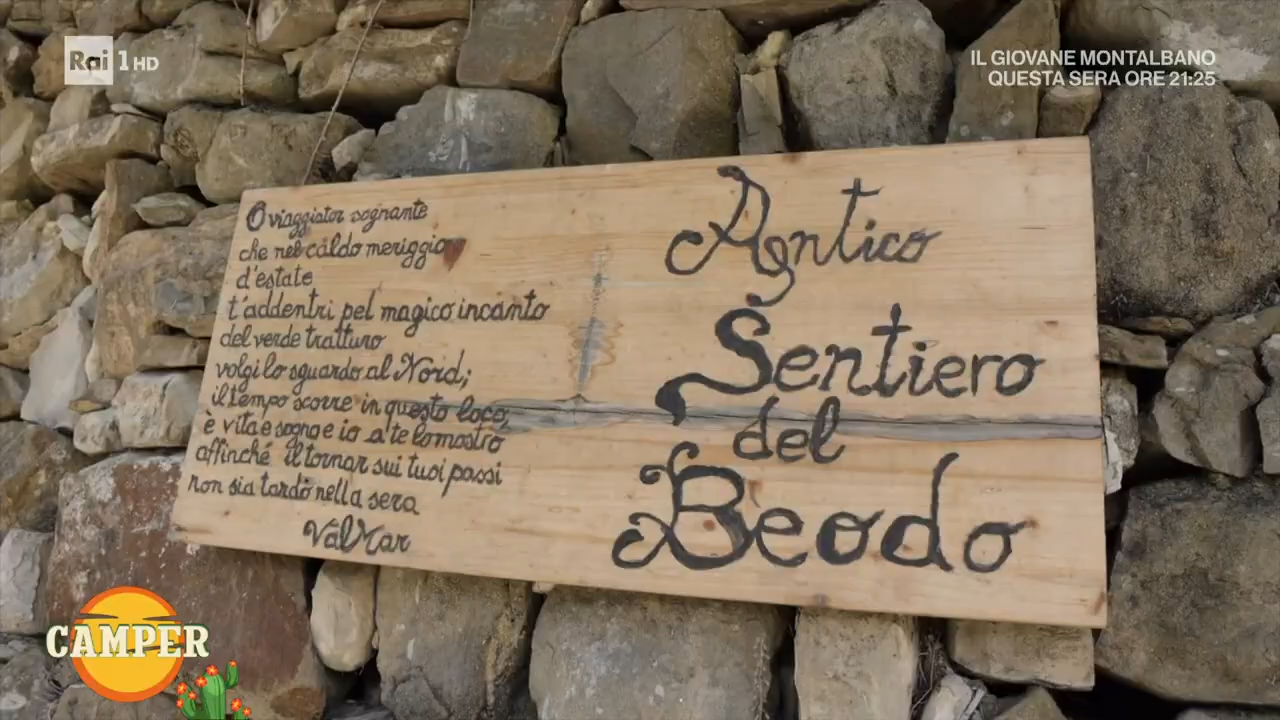 Rai 1 HD
IL GIOVANE MONTALBANO
QUESTA SERA ORE 21:25
O viaggiator sognante
che nel caldo meriggio
d'estate
t'addentri pel magico incanto
del verde tratturo
volgi lo sguardo al Nord;
il tempo scorre in questo loco,
è vita e sogno e io a te lo mostro
affinché il tornar sui tuoi passi
non sia tardo nella sera
ValMar
Antico
Sentiero
del
Beodo
CAMPER